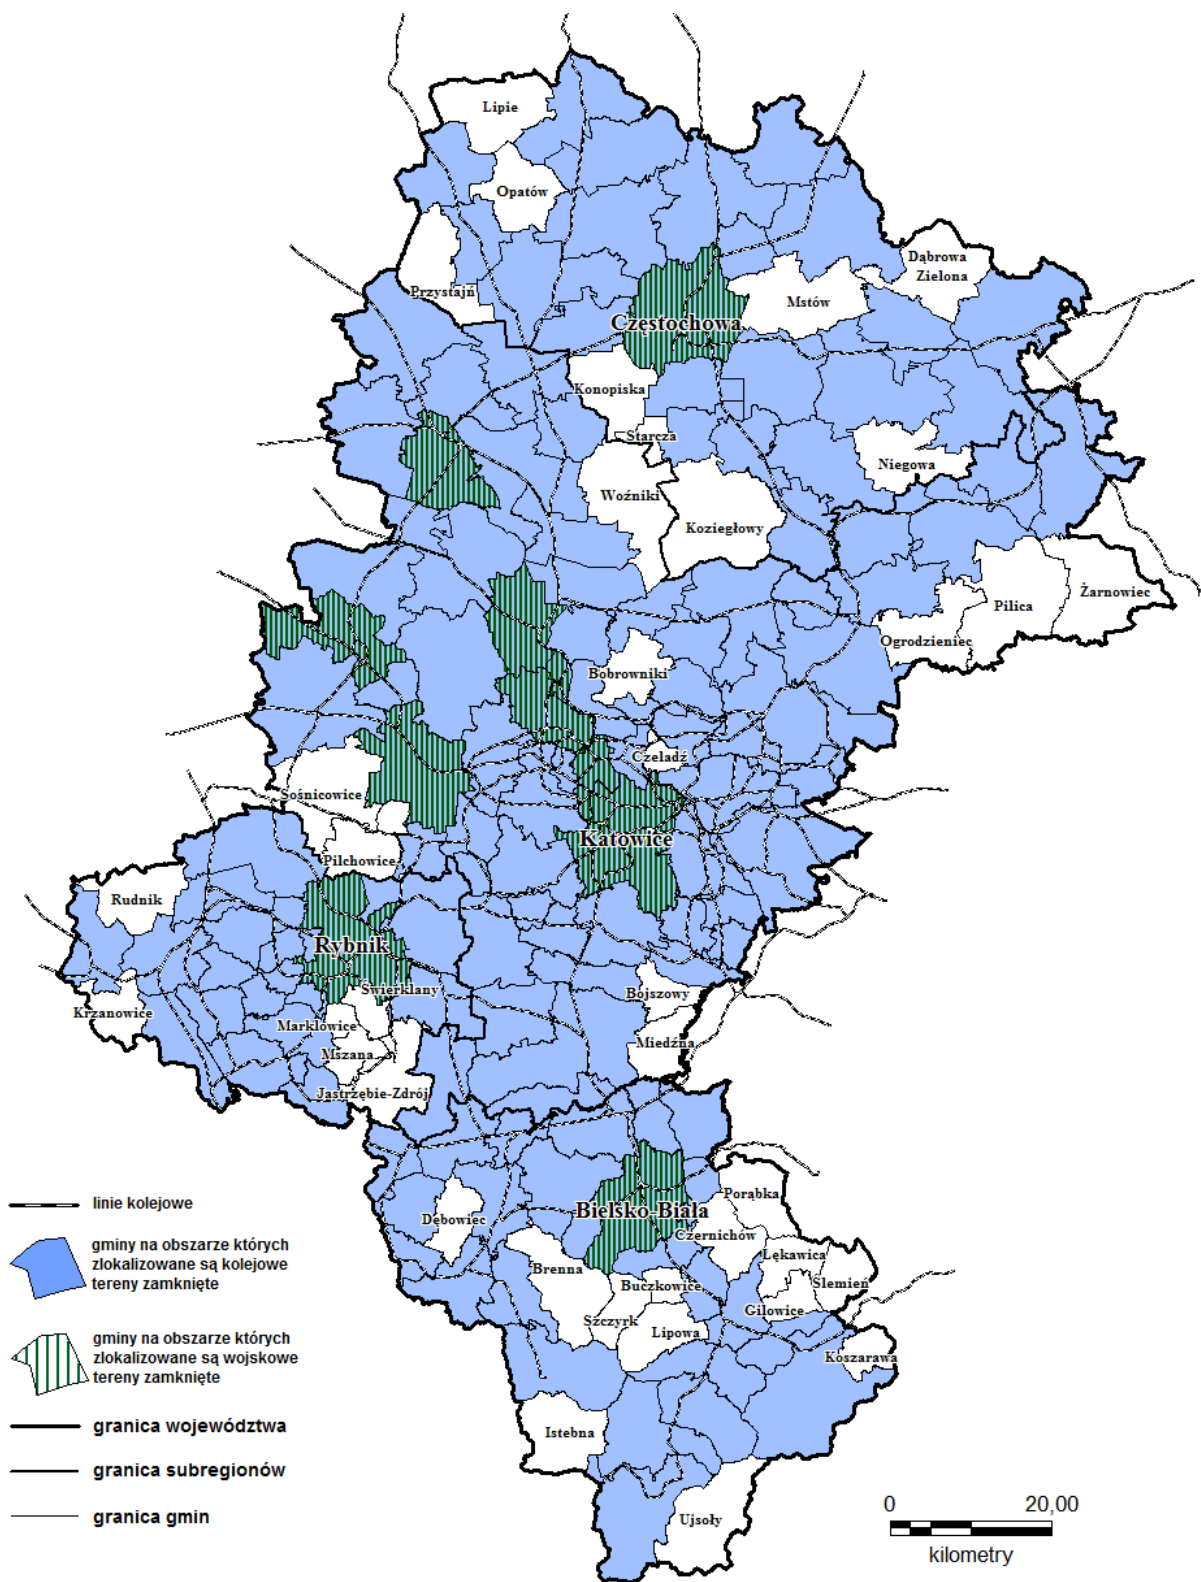 Lipie
Opatów
Dąbrowa
Zielona
Przystajń
Mstów
Częstochowa
Konopiska
Starcza
Niegowa
Woźniki
Koziegłowy
Żarnowiec
Pilica
Ogrodzieniec
Bobrowniki
Czeladź
Sośnicowice
Katowice
Pilchowice
Rudnik
Rybnik
Świerklany
Bojszowy
Krzanowice
Marklowice
Miedźna
Mszana
Jastrzębie-Zdrój
Porąbka
Bielsko-Biała
Dębowiec
Czernichów
Łękawica
Brenna
Buczkowice
Ślemień
Gilowice
Szczyrk
Lipowa
Koszarawa
Istebna
Ujsoły
linie kolejowe
gminy na obszarze których
zlokalizowane są kolejowe
tereny zamknięte
gminy na obszarze których
zlokalizowane są wojskowe
tereny zamknięte
granica województwa
granica subregionów
granica gmin
0 20,00
kilometry